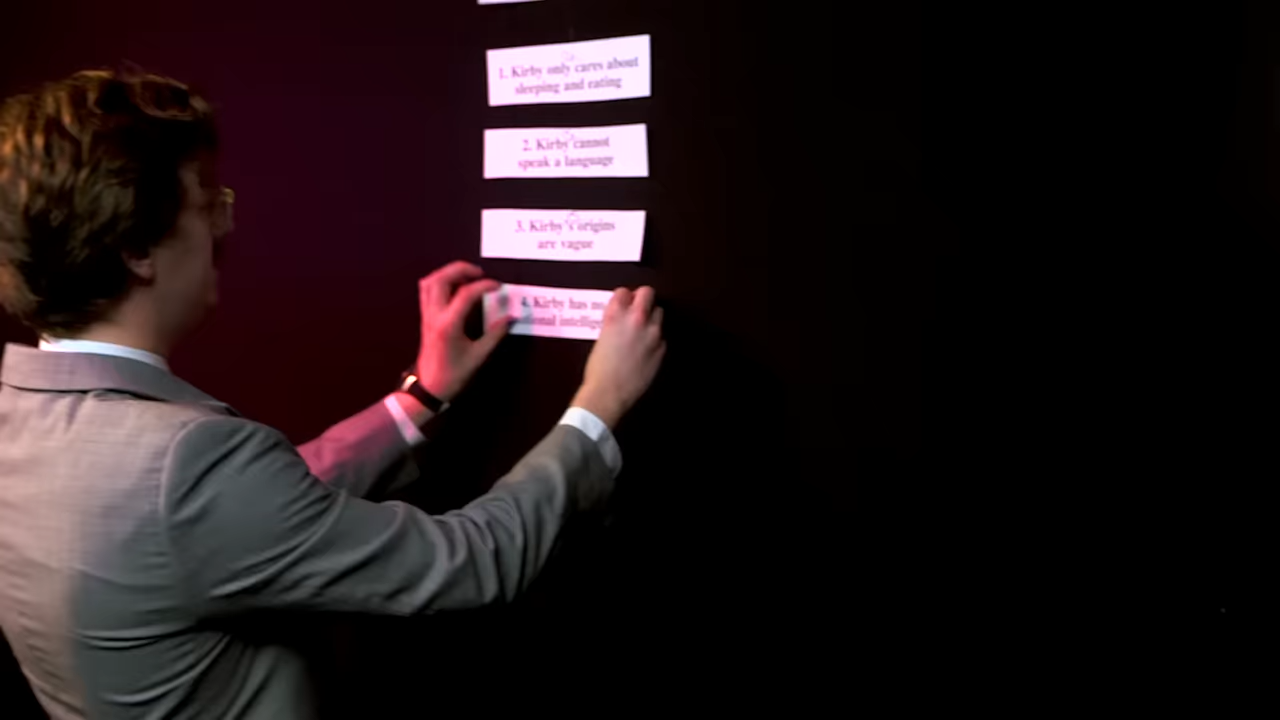 1. Kirby only cares about
sleeping and eating
2. Kirby cannot
speak a language
3. Kirby's origins
are vague
4. Kirby has no